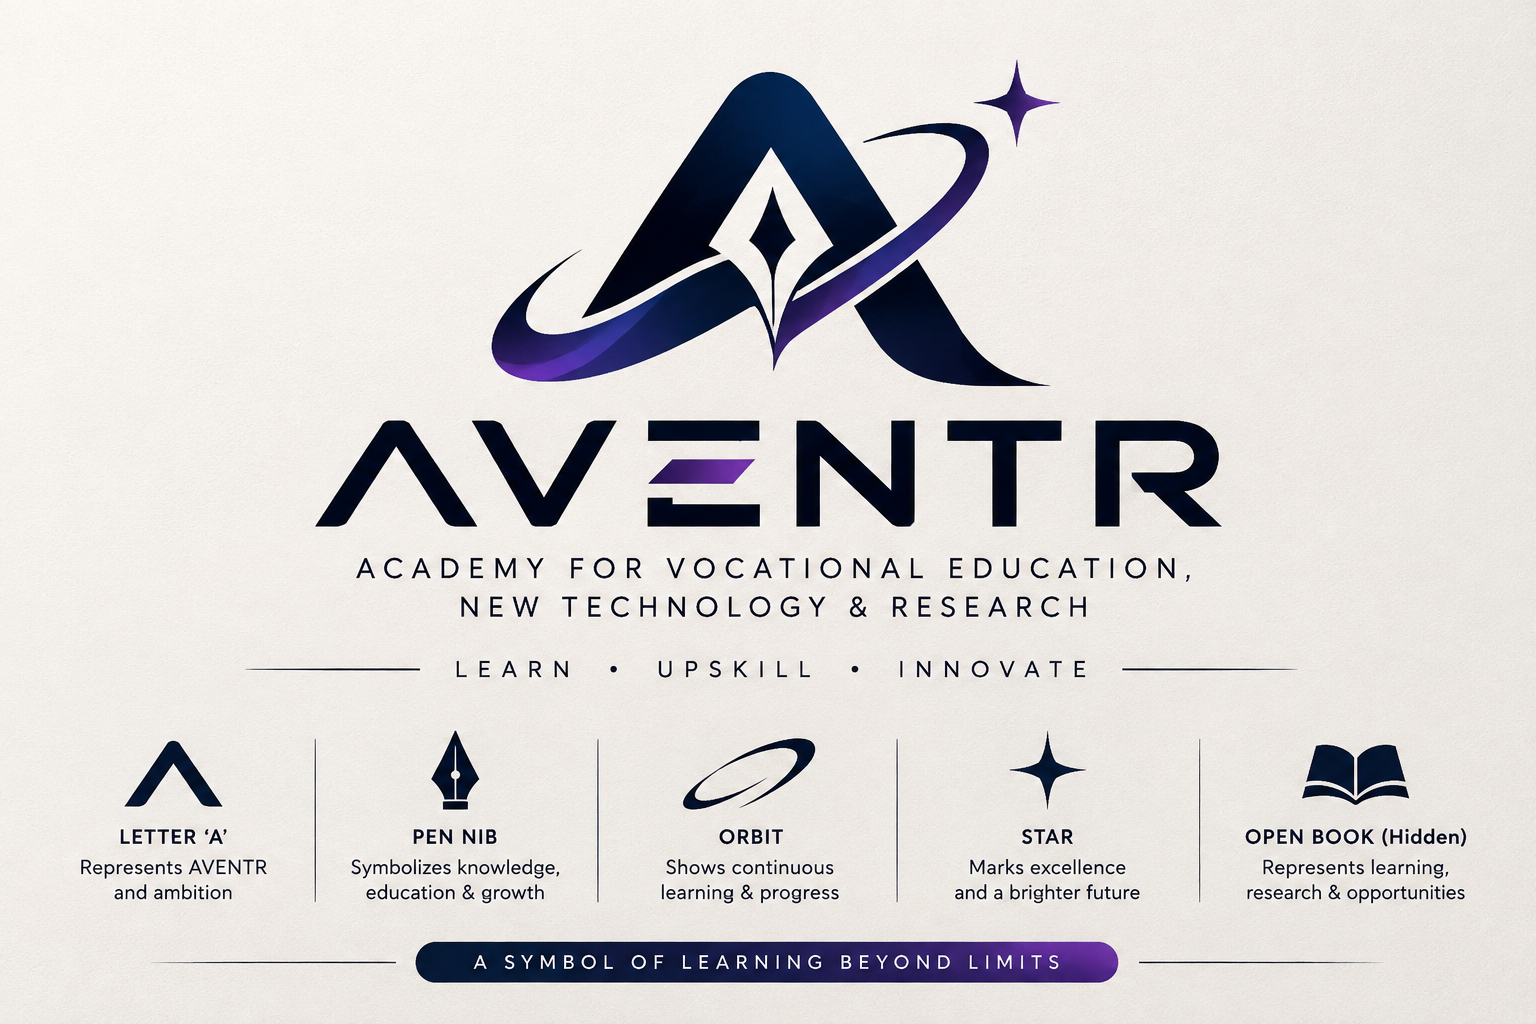 AVENTR
ACADEMY FOR VOCATIONAL EDUCATION,
NEW TECHNOLOGY & RESEARCH
LEARN • UPSKILL • INNOVATE
LETTER ‘A’
Represents AVENTR
and ambition
PEN NIB
Symbolizes knowledge,
education & growth
ORBIT
Shows continuous
learning & progress
STAR
Marks excellence
and a brighter future
OPEN BOOK (Hidden)
Represents learning,
research & opportunities
A SYMBOL OF LEARNING BEYOND LIMITS